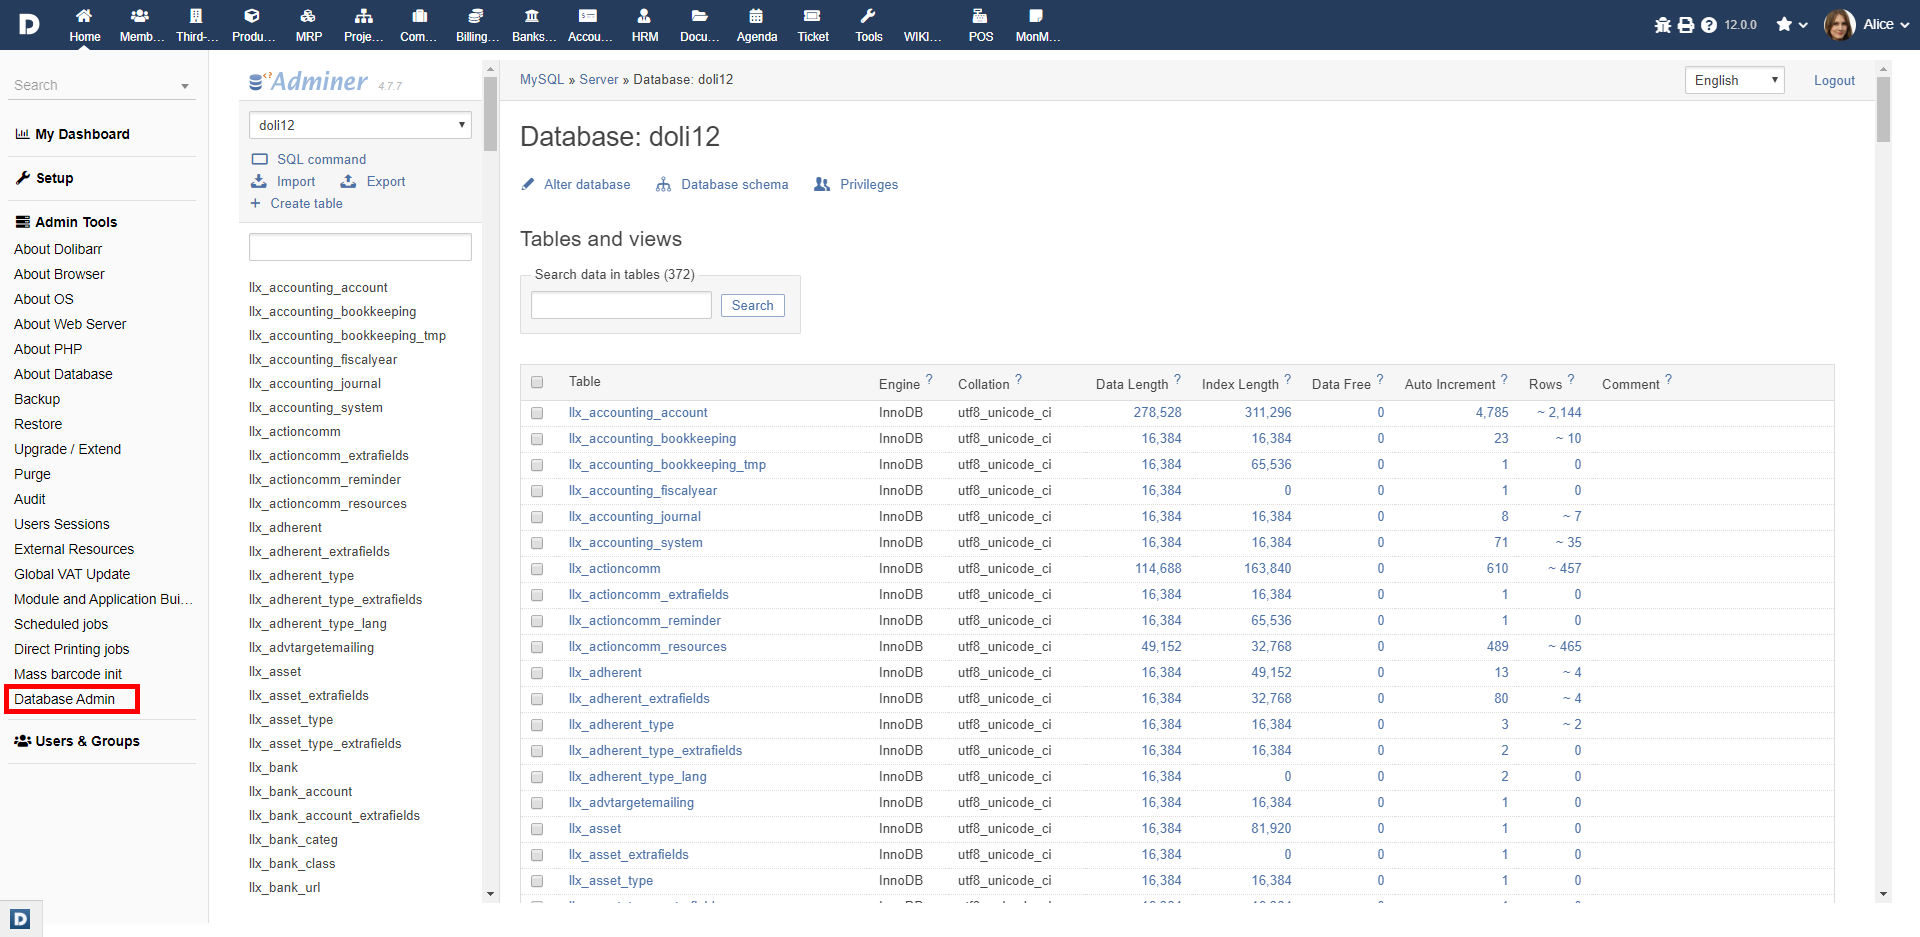 Home
Memb...
Third-...
Produ...
MRP
Proje...
Com...
Billing...
Banks...
Accou...
HRM
Docu...
Agenda
Ticket
Tools
WIKI...
POS
MonM...
12.0.0
Alice
Search
My Dashboard
Setup
Admin Tools
About Dolibarr
About Browser
About OS
About Web Server
About PHP
About Database
Backup
Restore
Upgrade / Extend
Purge
Audit
Users Sessions
External Resources
Global VAT Update
Module and Application Bui...
Scheduled jobs
Direct Printing jobs
Mass barcode init
Database Admin
Users & Groups
Adminer 4.7.7
doli12
SQL command
Import Export
Create table
llx_accounting_account
llx_accounting_bookkeeping
llx_accounting_bookkeeping_tmp
llx_accounting_fiscalyear
llx_accounting_journal
llx_accounting_system
llx_actioncomm
llx_actioncomm_extrafields
llx_actioncomm_reminder
llx_actioncomm_resources
llx_adherent
llx_adherent_extrafields
llx_adherent_type
llx_adherent_type_extrafields
llx_adherent_type_lang
llx_advtargetemailing
llx_asset
llx_asset_extrafields
llx_asset_type
llx_asset_type_extrafields
llx_bank
llx_bank_account
llx_bank_account_extrafields
llx_bank_categ
llx_bank_class
llx_bank_url
MySQL » Server » Database: doli12
English
Logout
Database: doli12
Alter database Database schema Privileges
Tables and views
Search data in tables (372)
Search
Table Engine ? Collation ? Data Length ? Index Length ? Data Free ? Auto Increment ? Rows ? Comment ?
llx_accounting_account InnoDB utf8_unicode_ci 278,528 311,296 0 4,785 ~ 2,144
llx_accounting_bookkeeping InnoDB utf8_unicode_ci 16,384 16,384 0 23 ~ 10
llx_accounting_bookkeeping_tmp InnoDB utf8_unicode_ci 16,384 65,536 0 1 0
llx_accounting_fiscalyear InnoDB utf8_unicode_ci 16,384 0 0 1 0
llx_accounting_journal InnoDB utf8_unicode_ci 16,384 16,384 0 8 ~ 7
llx_accounting_system InnoDB utf8_unicode_ci 16,384 16,384 0 71 ~ 35
llx_actioncomm InnoDB utf8_unicode_ci 114,688 163,840 0 610 ~ 457
llx_actioncomm_extrafields InnoDB utf8_unicode_ci 16,384 16,384 0 1 0
llx_actioncomm_reminder InnoDB utf8_unicode_ci 16,384 65,536 0 1 0
llx_actioncomm_resources InnoDB utf8_unicode_ci 49,152 32,768 0 489 ~ 465
llx_adherent InnoDB utf8_unicode_ci 16,384 49,152 0 13 ~ 4
llx_adherent_extrafields InnoDB utf8_unicode_ci 16,384 32,768 0 80 ~ 4
llx_adherent_type InnoDB utf8_unicode_ci 16,384 16,384 0 3 ~ 2
llx_adherent_type_extrafields InnoDB utf8_unicode_ci 16,384 16,384 0 2 0
llx_adherent_type_lang InnoDB utf8_unicode_ci 16,384 0 0 2 0
llx_advtargetemailing InnoDB utf8_unicode_ci 16,384 16,384 0 1 0
llx_asset InnoDB utf8_unicode_ci 16,384 81,920 0 1 0
llx_asset_extrafields InnoDB utf8_unicode_ci 16,384 0 0 1 0
llx_asset_type InnoDB utf8_unicode_ci 16,384 16,384 0 1 0